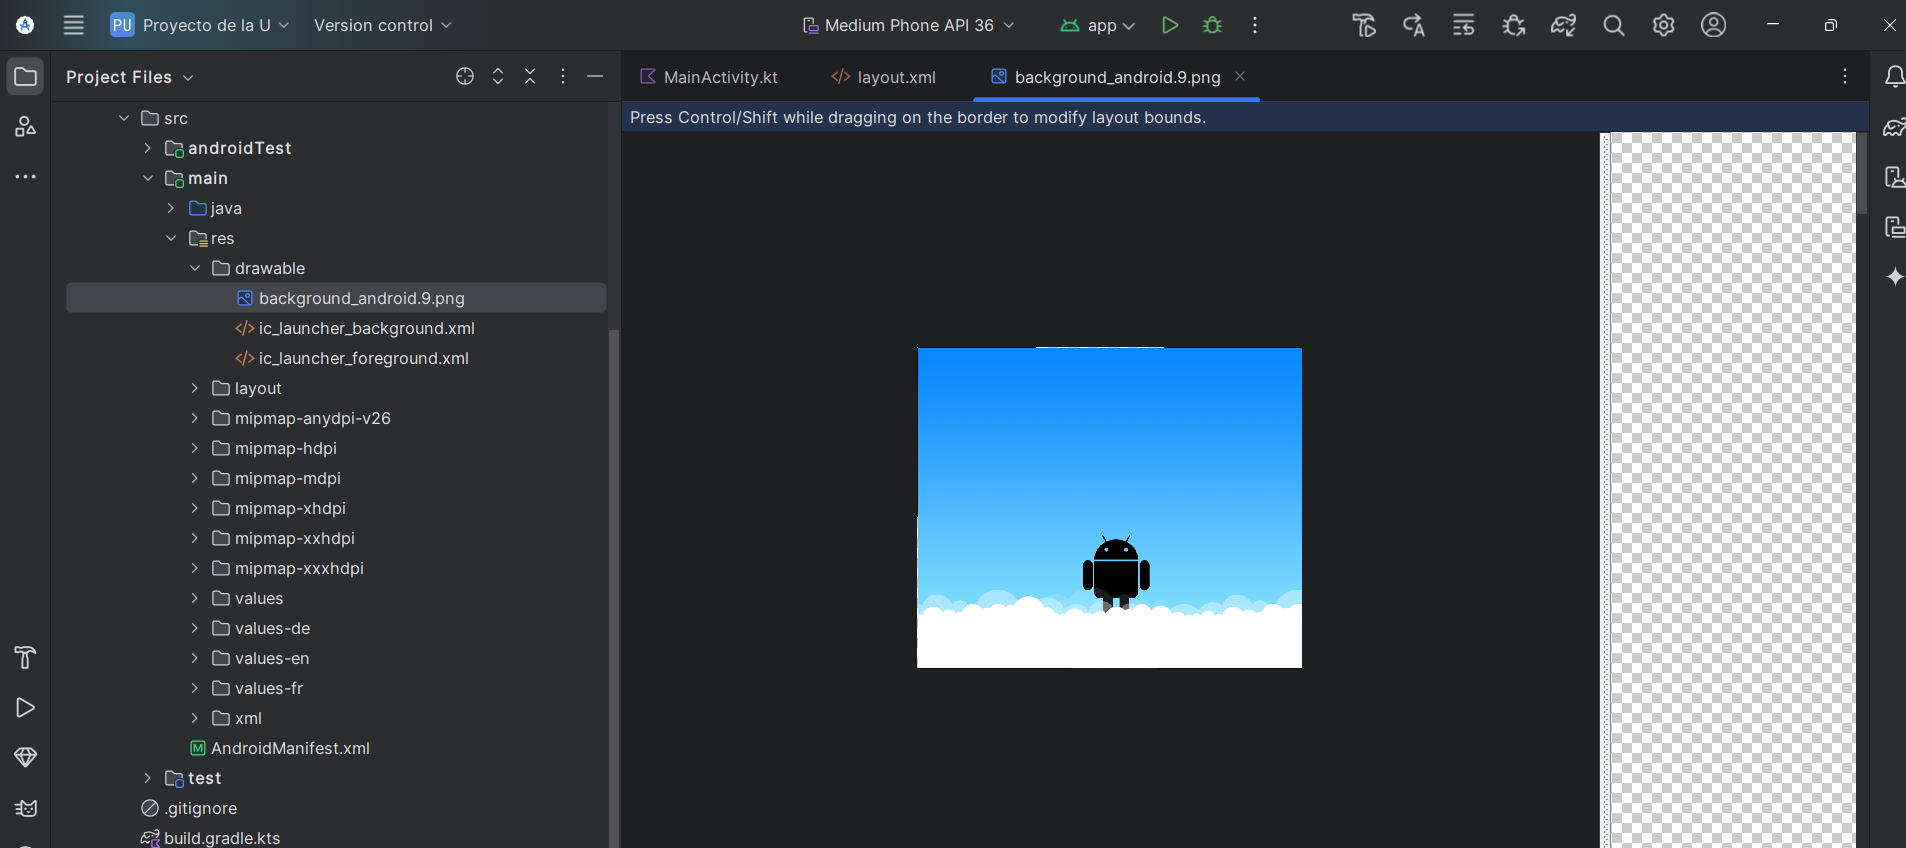 PU Proyecto de la U Version control Medium Phone API 36 app
Project Files
MainActivity.kt layout.xml background_android.9.png
Press Control/Shift while dragging on the border to modify layout bounds.
src
androidTest
main
java
res
drawable
background_android.9.png
ic_launcher_background.xml
ic_launcher_foreground.xml
layout
mipmap-anydpi-v26
mipmap-hdpi
mipmap-mdpi
mipmap-xhdpi
mipmap-xxhdpi
mipmap-xxxhdpi
values
values-de
values-en
values-fr
xml
AndroidManifest.xml
test
.gitignore
build.gradle.kts